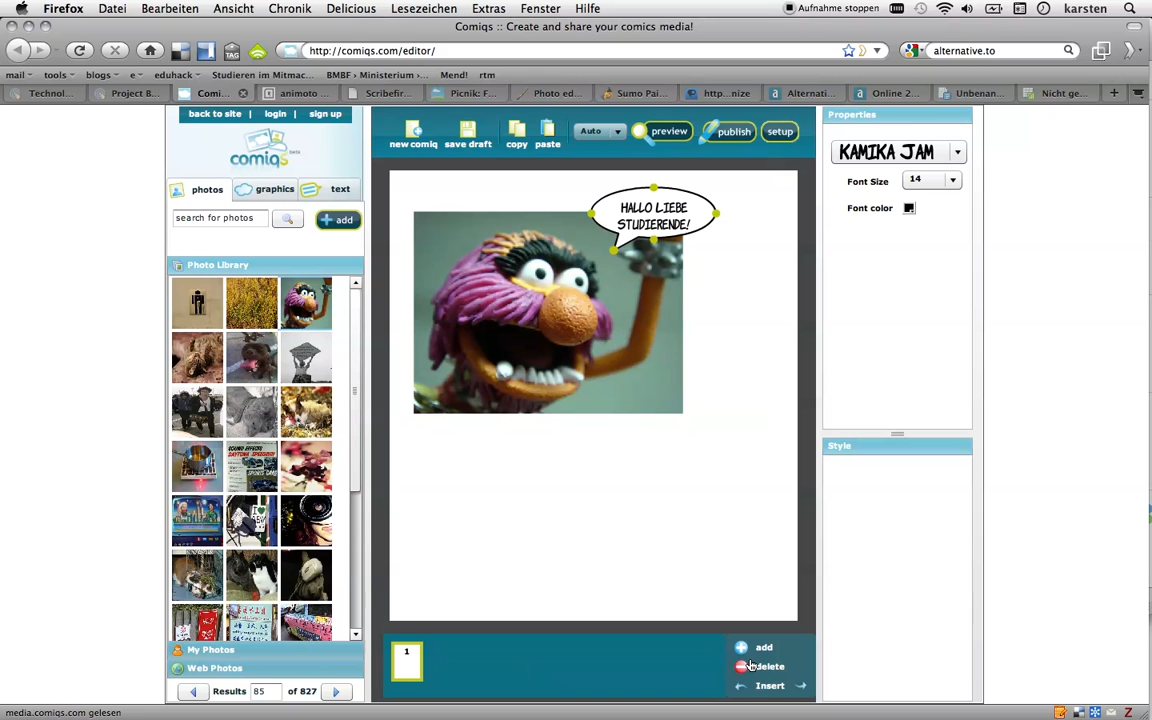 Firefox Datei Bearbeiten Ansicht Chronik Delicious Lesezeichen Extras Fenster Hilfe Aufnahme stoppen karsten
Comiqs :: Create and share your comics media!
http://comiqs.com/editor/ alternative.to
mail tools blogs e eduhack Studieren im Mitmac... BMBF › Ministerium ›... Mend! rtm
Technol... Project B... Comi... animoto ... Scribefir... Picnik: F... Photo ed... Sumo Pai... http...nize Alternati... Online 2... Unbenan... Nicht ge...
back to site | login | sign up
comiqs
BETA
new comiq save draft copy paste Auto preview publish setup
Properties
KAMIKA JAM
Font Size 14
Font color
photos graphics text
search for photos add
Photo Library
HALLO LIEBE
STUDIERENDE!
Style
My Photos
Web Photos
Results 85 of 827
1
add
delete
Insert
media.comiqs.com gelesen